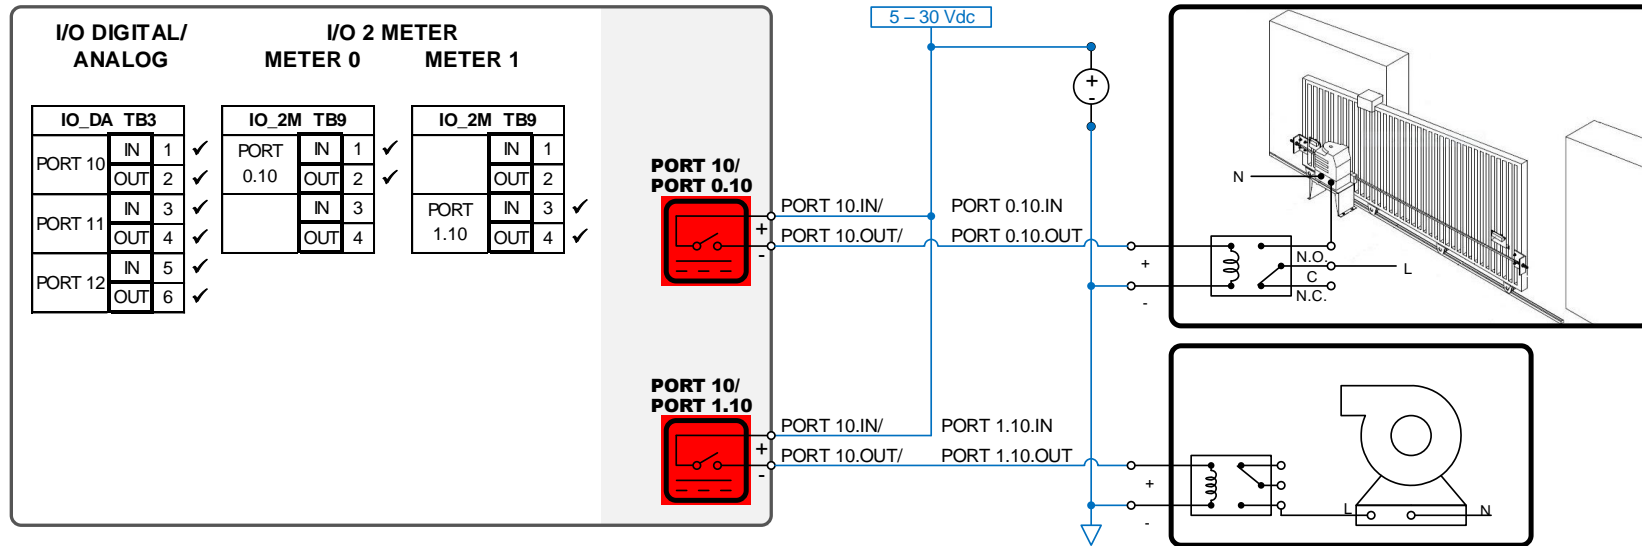 I/O DIGITAL/
ANALOG
I/O 2 METER
METER 0
METER 1
IO_DA TB3
PORT 10
IN 1 ✓
OUT 2 ✓
PORT 11
IN 3 ✓
OUT 4 ✓
PORT 12
IN 5 ✓
OUT 6 ✓
IO_2M TB9
PORT
0.10
IN 1 ✓
OUT 2 ✓
IN 3
OUT 4
IO_2M TB9
IN 1
OUT 2
PORT
1.10
IN 3 ✓
OUT 4 ✓
5 – 30 Vdc
+
-
PORT 10/
PORT 0.10
+
-
PORT 10.IN/ PORT 0.10.IN
PORT 10.OUT/ PORT 0.10.OUT
+
-
N
N.O.
C
N.C.
L
PORT 10/
PORT 1.10
+
-
PORT 10.IN/ PORT 1.10.IN
PORT 10.OUT/ PORT 1.10.OUT
+
-
L
N